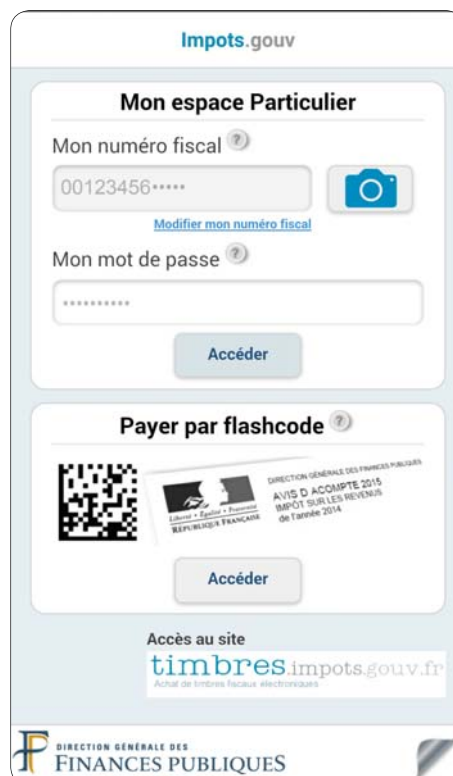 Impots.gouv
Mon espace Particulier
Mon numéro fiscal ?
00123456•••••
Modifier mon numéro fiscal
Mon mot de passe ?
••••••••••
Accéder
Payer par flashcode ?
DIRECTION GÉNÉRALE DES FINANCES PUBLIQUES
AVIS D ACOMPTE 2015
IMPÔT SUR LES REVENUS
de l'année 2014
Liberté • Égalité • Fraternité
RÉPUBLIQUE FRANÇAISE
Accéder
Accès au site
timbres.impots.gouv.fr
Achat de timbres fiscaux électroniques
DIRECTION GÉNÉRALE DES
FINANCES PUBLIQUES